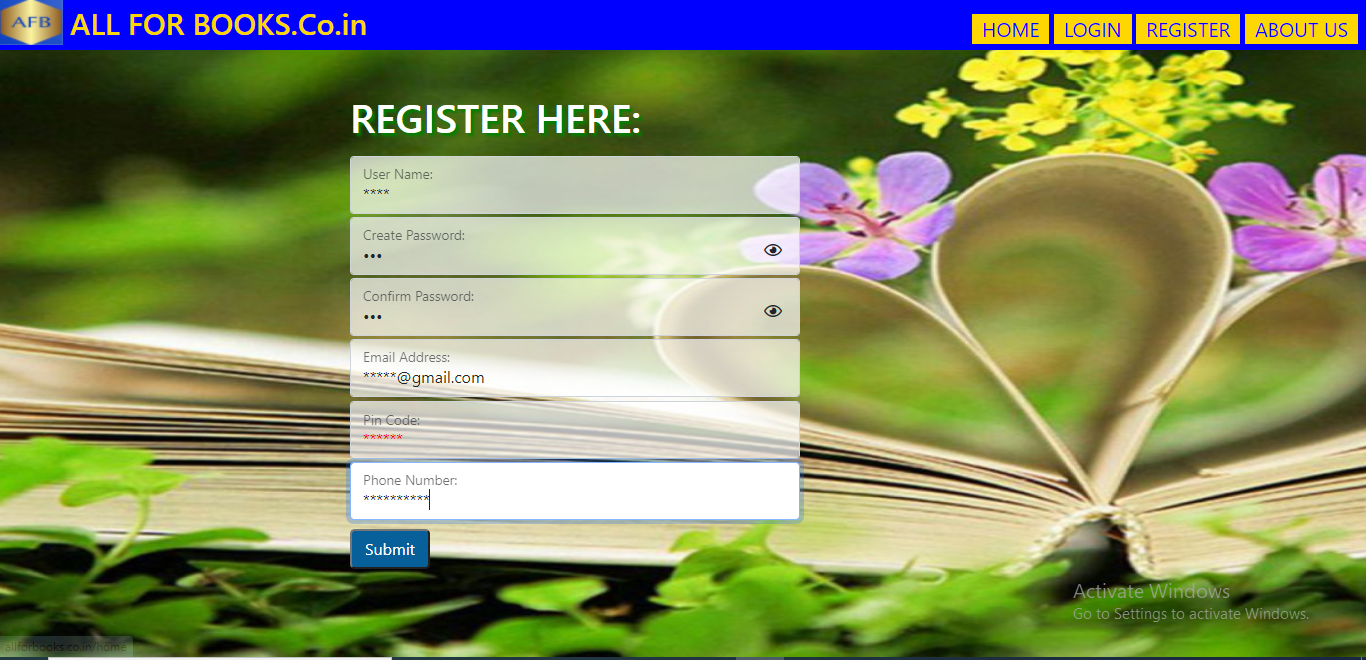 AFB ALL FOR BOOKS.Co.in
HOME LOGIN REGISTER ABOUT US
REGISTER HERE:
User Name:
****
Create Password:
•••
Confirm Password:
•••
Email Address:
*****@gmail.com
Pin Code:
******
Phone Number:
**********
Submit
Activate Windows
Go to Settings to activate Windows.
allforbooks.co.in/home